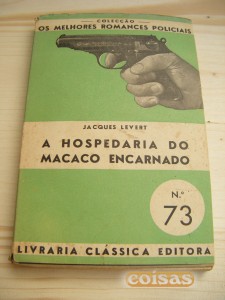 COLECÇÃO
OS MELHORES ROMANCES POLICIAIS
JACQUES LEVERT
A HOSPEDARIA DO
MACACO ENCARNADO
N.º
73
LIVRARIA CLÁSSICA EDITORA
coisas